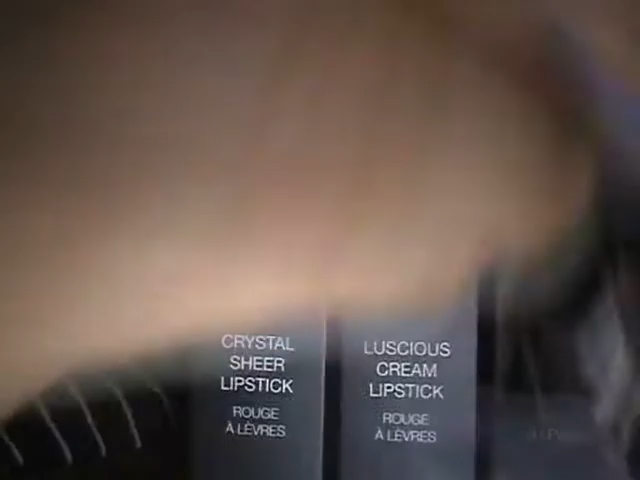 CRYSTAL
SHEER
LIPSTICK
ROUGE
À LÈVRES
LUSCIOUS
CREAM
LIPSTICK
ROUGE
À LÈVRES